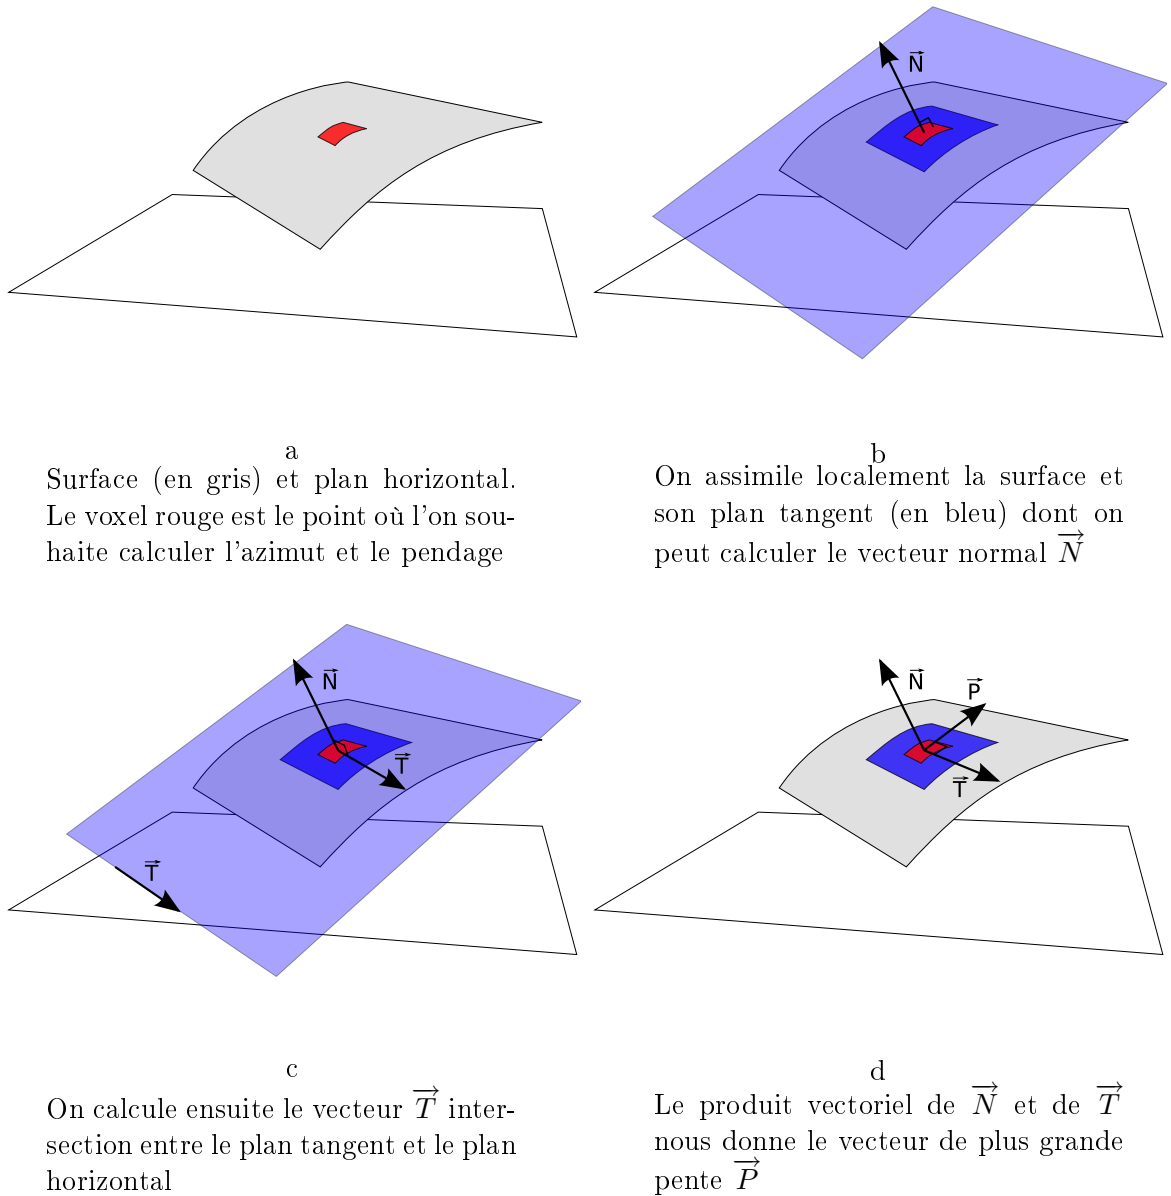 N⃗
a
Surface (en gris) et plan horizontal.
Le voxel rouge est le point où l'on sou-
haite calculer l'azimut et le pendage
b
On assimile localement la surface et
son plan tangent (en bleu) dont on
peut calculer le vecteur normal N⃗
N⃗
T⃗
T⃗
N⃗
P⃗
T⃗
c
On calcule ensuite le vecteur T⃗ inter-
section entre le plan tangent et le plan
horizontal
d
Le produit vectoriel de N⃗ et de T⃗
nous donne le vecteur de plus grande
pente P⃗